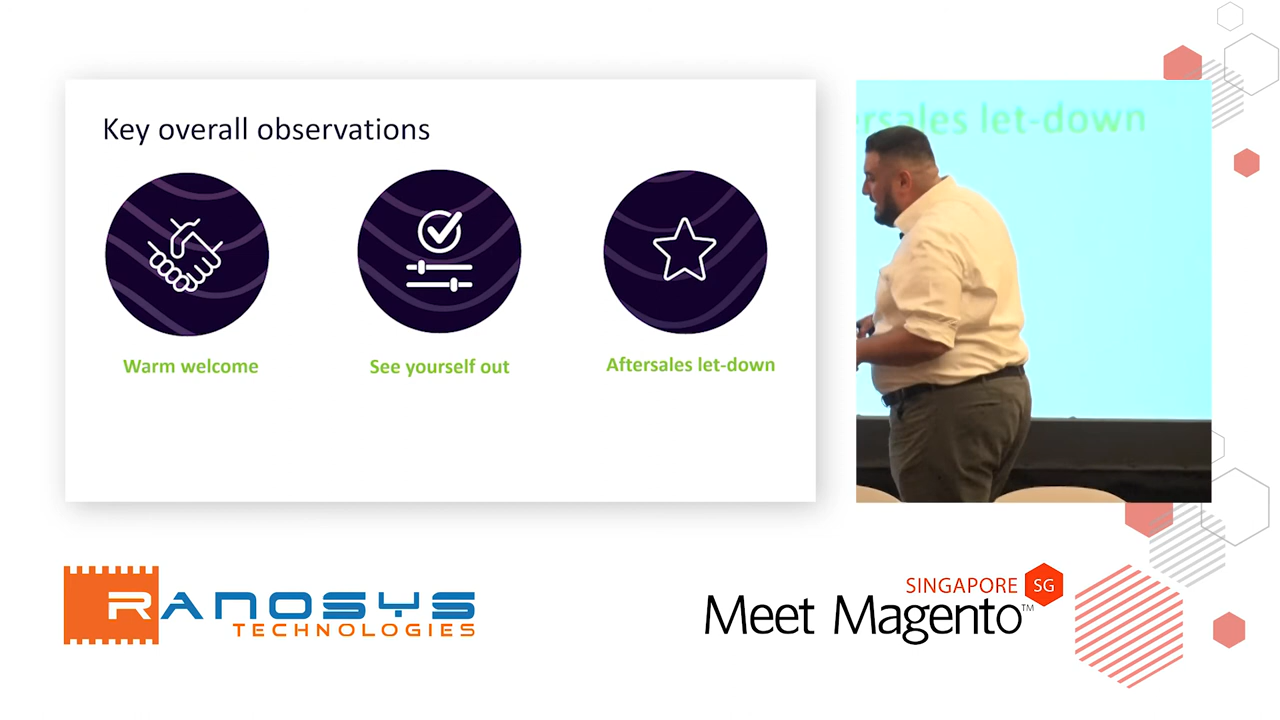 Key overall observations
Warm welcome
See yourself out
Aftersales let-down
ersales let-down
RANOSYS
TECHNOLOGIES
SINGAPORE SG
Meet Magento™